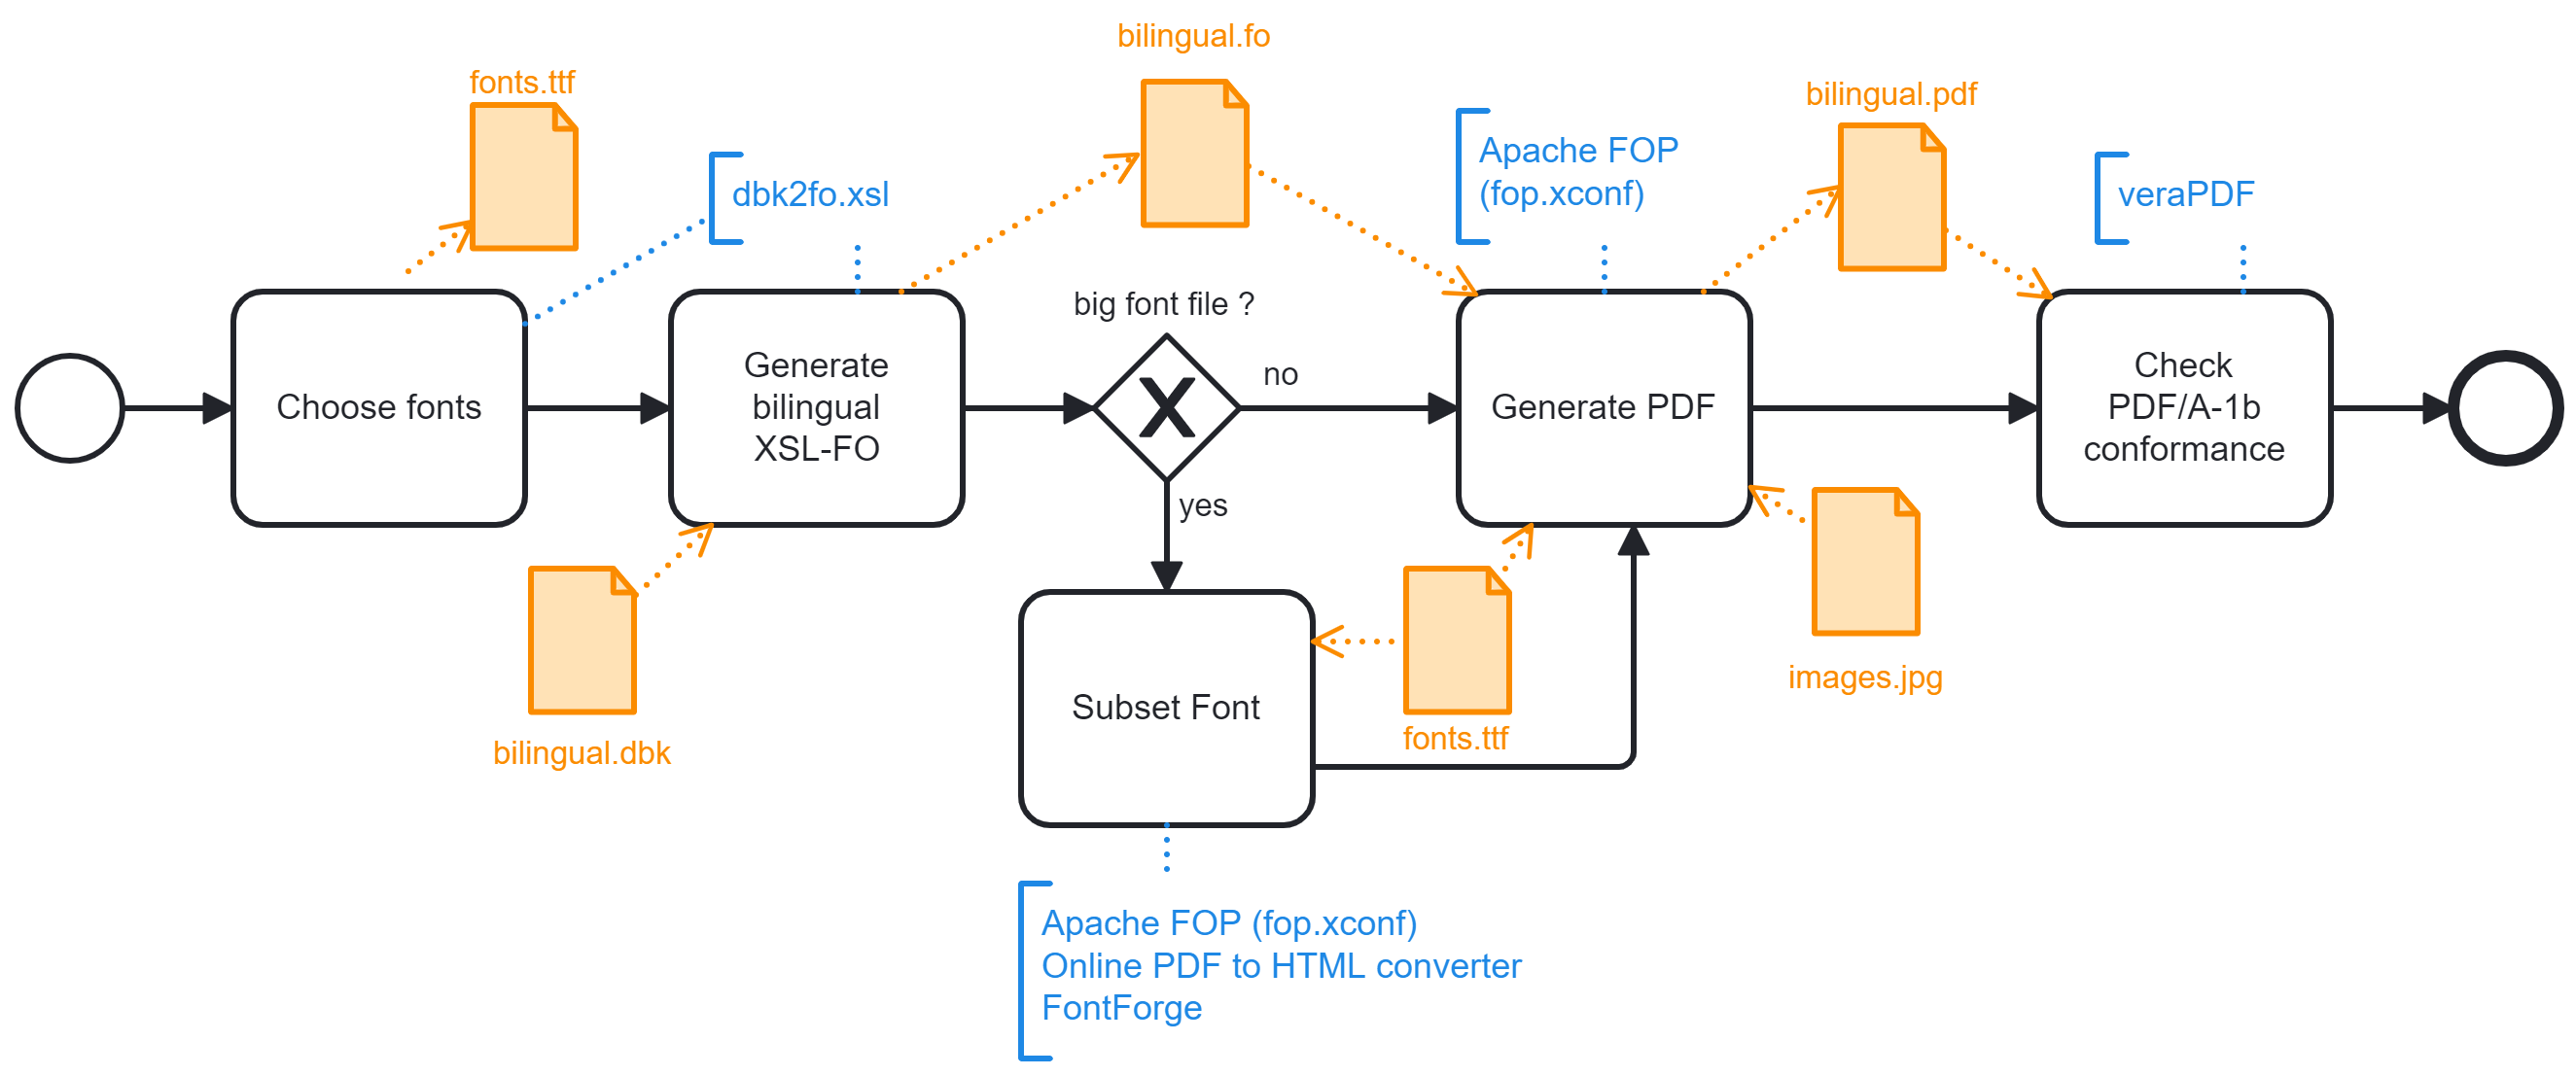 bilingual.fo
fonts.ttf
bilingual.pdf
dbk2fo.xsl
Apache FOP
(fop.xconf)
veraPDF
big font file ?
Choose fonts
Generate
bilingual
XSL-FO
X
no
yes
Generate PDF
Check
PDF/A-1b
conformance
bilingual.dbk
Subset Font
fonts.ttf
images.jpg
Apache FOP (fop.xconf)
Online PDF to HTML converter
FontForge